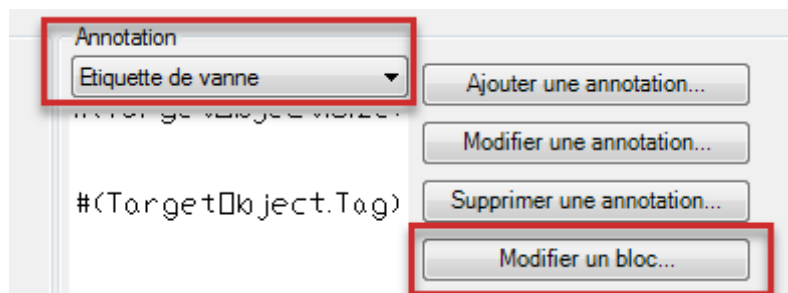 Annotation
Etiquette de vanne
Ajouter une annotation...
Modifier une annotation...
#(TargetObject.Tag)
Supprimer une annotation...
Modifier un bloc...